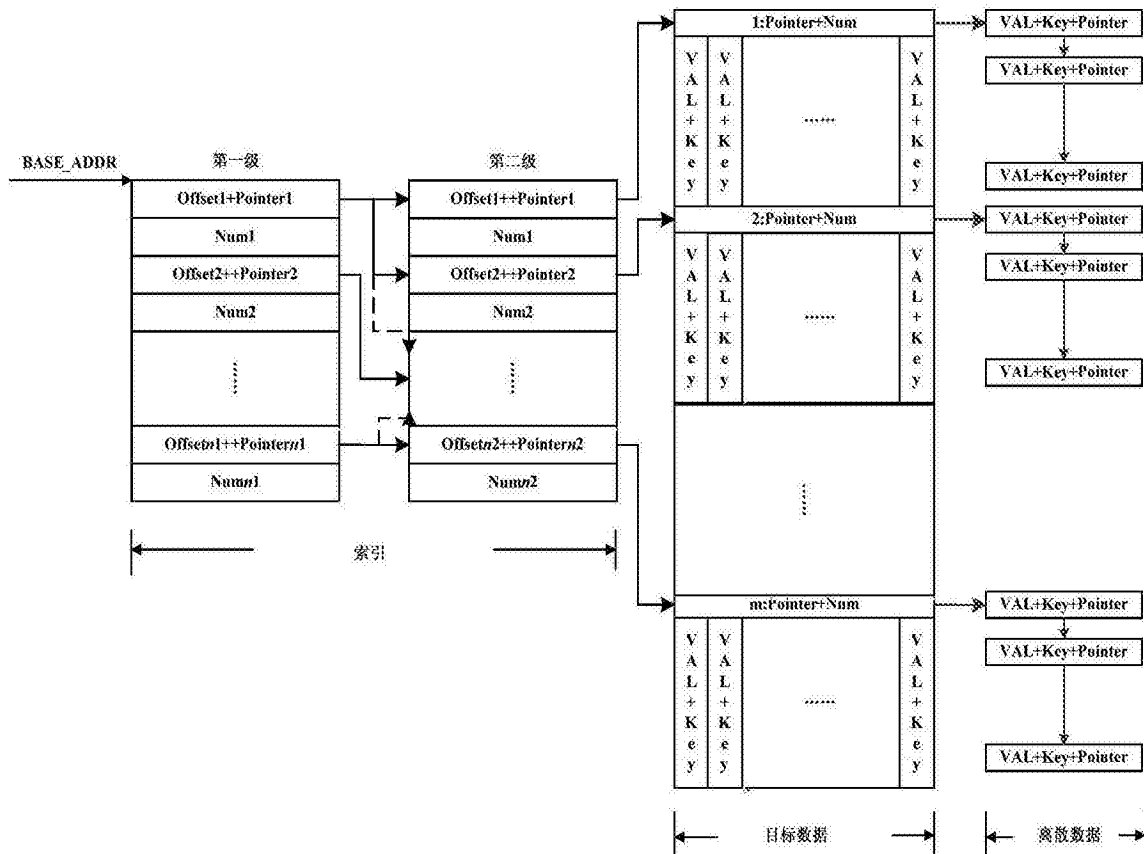 BASE_ADDR
第一级
Offset1+Pointer1
Num1
Offset2++Pointer2
Num2
……
Offsetn1++Pointern1
Numn1
第二级
Offset1++Pointer1
Num1
Offset2++Pointer2
Num2
……
Offsetn2++Pointern2
Numn2
索引
1:Pointer+Num
VAL+Key
VAL+Key
……
VAL+Key
2:Pointer+Num
VAL+Key
VAL+Key
……
VAL+Key
……
m:Pointer+Num
VAL+Key
VAL+Key
……
VAL+Key
目标数据
VAL+Key+Pointer
VAL+Key+Pointer
VAL+Key+Pointer
VAL+Key+Pointer
VAL+Key+Pointer
VAL+Key+Pointer
VAL+Key+Pointer
VAL+Key+Pointer
VAL+Key+Pointer
离散数据